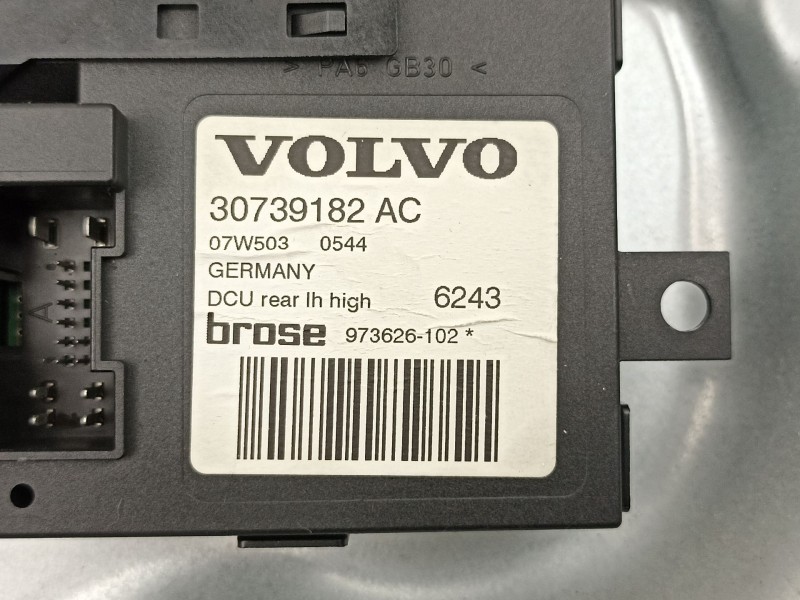 > PA6 GB30 <
VOLVO
30739182 AC
07W503 0544
GERMANY
DCU rear lh high 6243
brose 973626-102 *
A